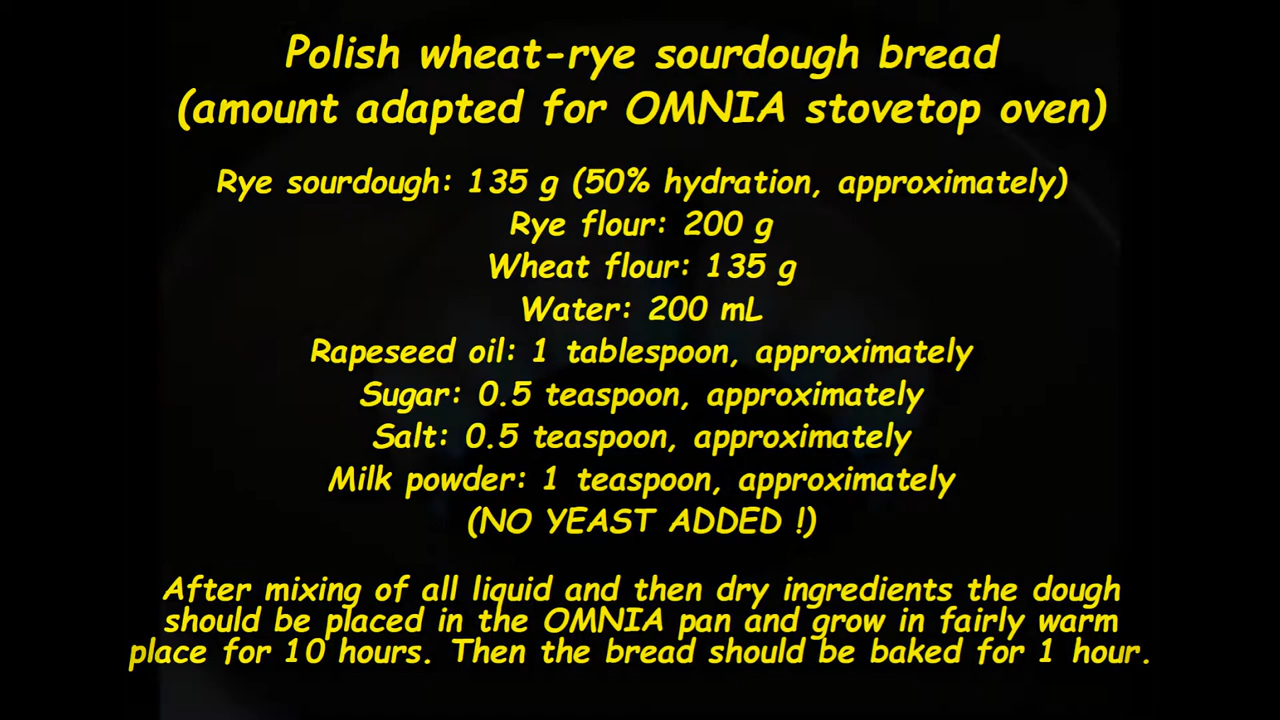 Polish wheat-rye sourdough bread
(amount adapted for OMNIA stovetop oven)
Rye sourdough: 135 g (50% hydration, approximately)
Rye flour: 200 g
Wheat flour: 135 g
Water: 200 mL
Rapeseed oil: 1 tablespoon, approximately
Sugar: 0.5 teaspoon, approximately
Salt: 0.5 teaspoon, approximately
Milk powder: 1 teaspoon, approximately
(NO YEAST ADDED !)
After mixing of all liquid and then dry ingredients the dough
should be placed in the OMNIA pan and grow in fairly warm
place for 10 hours. Then the bread should be baked for 1 hour.